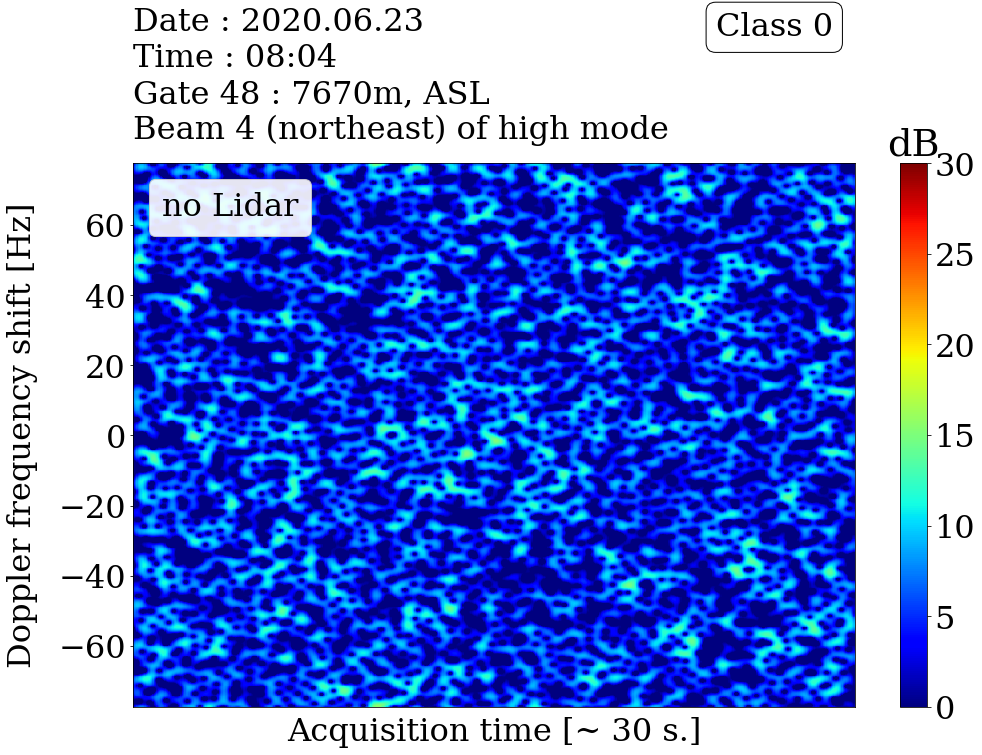 Date : 2020.06.23
Time : 08:04
Gate 48 : 7670m, ASL
Beam 4 (northeast) of high mode
Class 0
dB
no Lidar
Doppler frequency shift [Hz]
60
40
20
0
−20
−40
−60
30
25
20
15
10
5
0
Acquisition time [~ 30 s.]